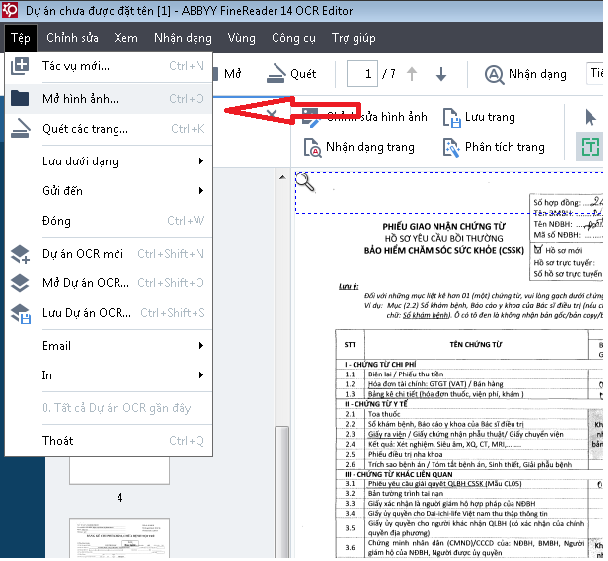 Dự án chưa được đặt tên [1] - ABBYY FineReader 14 OCR Editor
Tệp Chỉnh sửa Xem Nhận dạng Vùng Công cụ Trợ giúp
Tác vụ mới... Ctrl+N
Mở hình ảnh... Ctrl+O
Quét các trang... Ctrl+K
Lưu dưới dạng
Gửi đến
Đóng Ctrl+W
Dự án OCR mới Ctrl+Shift+N
Mở Dự án OCR... Ctrl+Shift+O
Lưu Dự án OCR... Ctrl+Shift+S
Email
In
0. Tất cả Dự án OCR gần đây
Thoát Ctrl+Q
Mở Quét 1 / 7 Nhận dạng
Chỉnh sửa hình ảnh Lưu trang
Nhận dạng trang Phân tích trang
4
Số hợp đồng:
Tên BMBH
Tên NĐBH:
Mã số NĐBH:
PHIẾU GIAO NHẬN CHỨNG TỪ
HỒ SƠ YÊU CẦU BỒI THƯỜNG
BẢO HIỂM CHĂM SÓC SỨC KHỎE (CSSK)
Hồ sơ mới
Hồ sơ trực tuyến:
Số hồ sơ trực tuyến
Lưu ý:
Đối với những mục liệt kê hơn 01 (một) chứng từ, vui lòng gạch dưới chứng
Ví dụ: Mục (2.2) Số khám bệnh, Báo cáo y khoa của Bác sĩ điều trị (nếu
chữ: Số khám bệnh). Ô có tô đen là không nhận bản gốc/bản copy/
STT TÊN CHỨNG TỪ
I - CHỨNG TỪ CHI PHÍ
1.1 Biên lai / Phiếu thu tiền
1.2 Hóa đơn tài chính: GTGT (VAT) / Bán hàng
1.3 Bảng kê chi tiết (hóa đơn thuốc, viện phí, khám )
II - CHỨNG TỪ Y TẾ
2.1 Toa thuốc
2.2 Số khám bệnh, Báo cáo y khoa của Bác sĩ điều trị
2.3 Giấy ra viện / Giấy chứng nhận phẫu thuật/ Giấy chuyển viện
2.4 Kết quả: Xét nghiệm Siêu âm, XQ, CT, MRI,......
2.5 Phiếu điều trị nha khoa
2.6 Trích sao bệnh án / Tóm tắt bệnh án, Sinh thiết, Giải phẫu bệnh
III - CHỨNG TỪ KHÁC LIÊN QUAN
3.1 Phiếu yêu cầu giải quyết QLBH CSSK (Mẫu CL05)
3.2 Bản tường trình tai nạn
3.3 Giấy xác nhận là người giám hộ hợp pháp của NĐBH
3.4 Giấy ủy quyền cho Dai-ichi-life Việt nam thu thập thông tin
3.5 Giấy ủy quyền cho người khác nhận QLBH (có xác nhận của chính
quyền địa phương)
3.6 Chứng minh nhân dân (CMND)/CCCD của: NĐBH, BMBH, Người
giám hộ của NĐBH, Người được ủy quyền